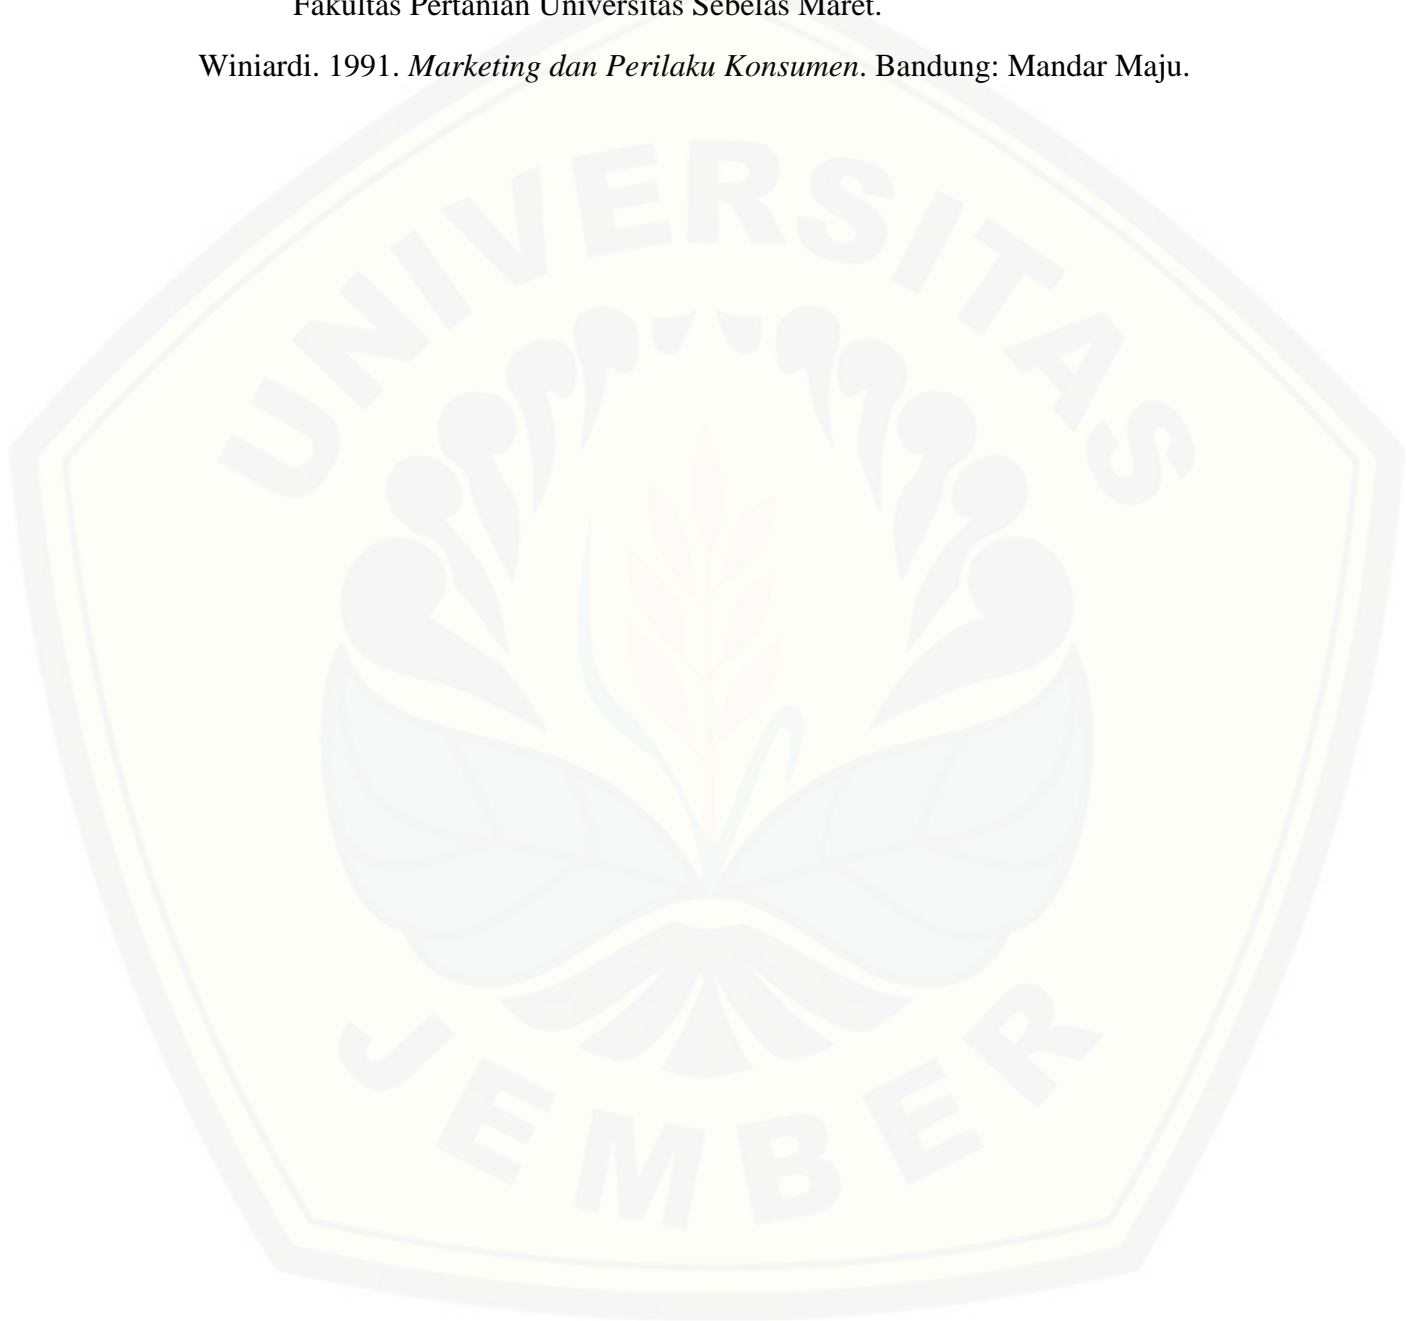 Fakultas Pertanian Universitas Sebelas Maret.
Winiardi. 1991. Marketing dan Perilaku Konsumen. Bandung: Mandar Maju.
UNIVERSITAS
JEMBER